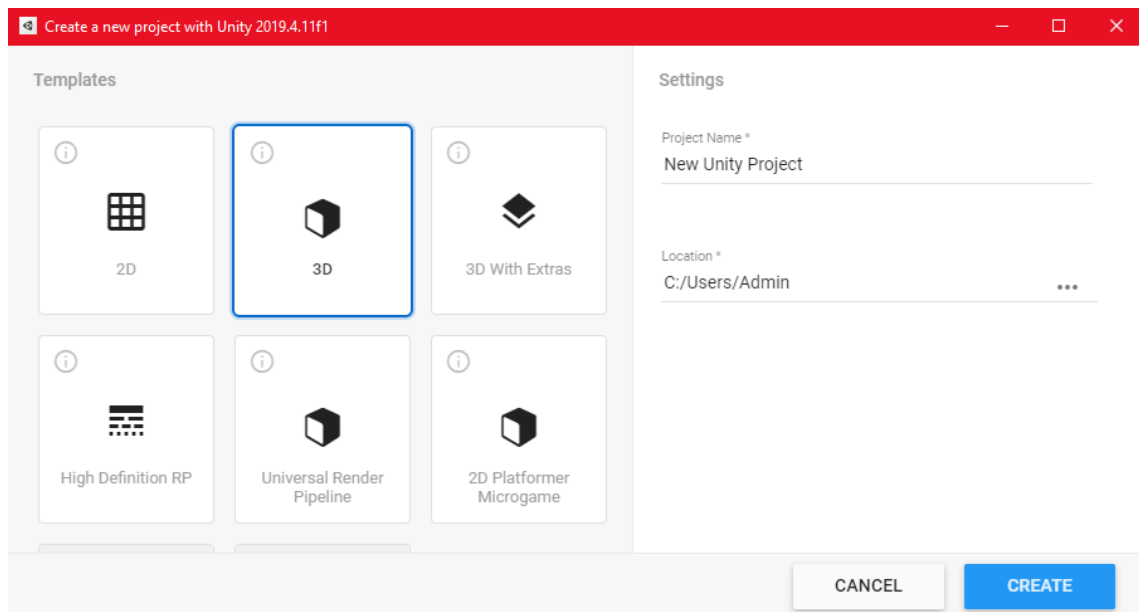 Create a new project with Unity 2019.4.11f1
Templates
2D
3D
3D With Extras
High Definition RP
Universal Render
Pipeline
2D Platformer
Microgame
Settings
Project Name *
New Unity Project
Location *
C:/Users/Admin
CANCEL
CREATE